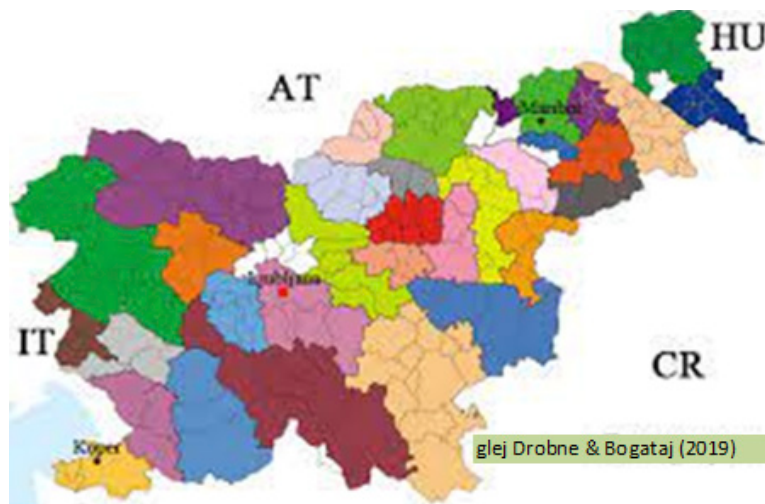 HU
AT
Maribor
Ljubljana
IT
CR
Koper
glej Drobne & Bogataj (2019)